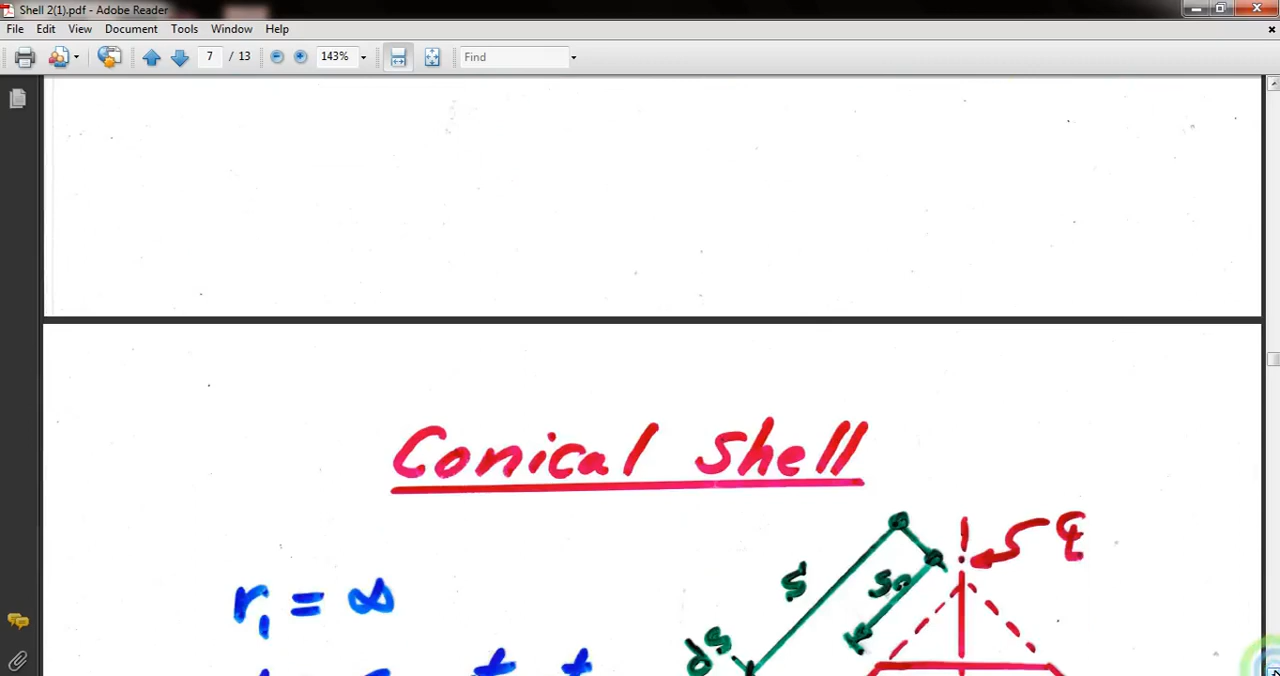 Shell 2(1).pdf - Adobe Reader
File Edit View Document Tools Window Help
7 / 13 143% Find
Conical Shell
℄
S
So
r₁ = ∞
ds